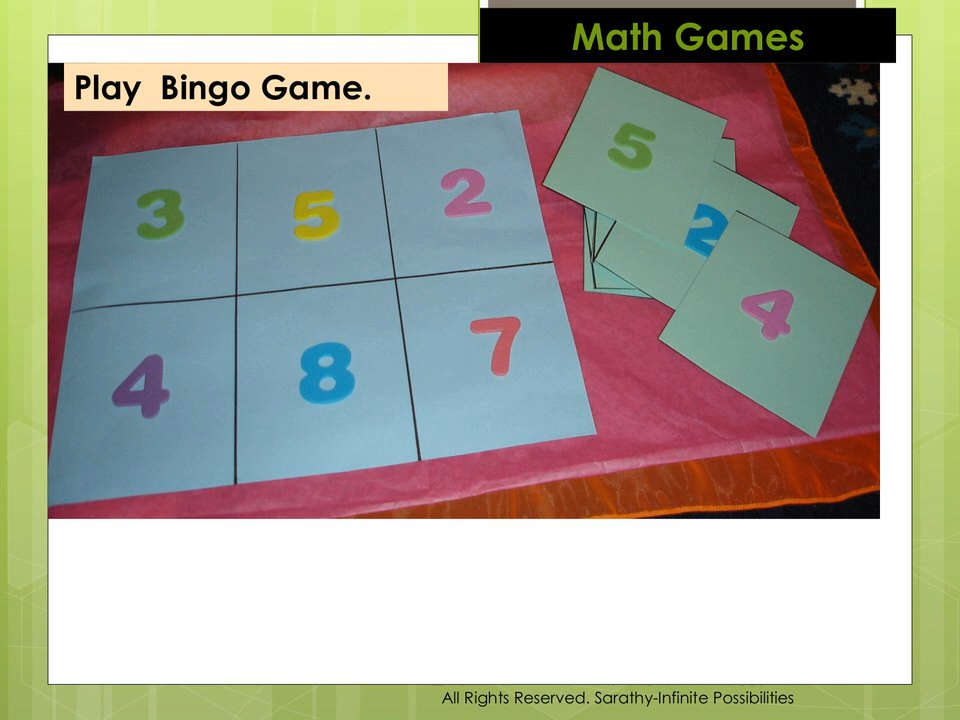 Math Games
Play Bingo Game.
3 5 2
4 8 7
5
2
4
All Rights Reserved. Sarathy-Infinite Possibilities